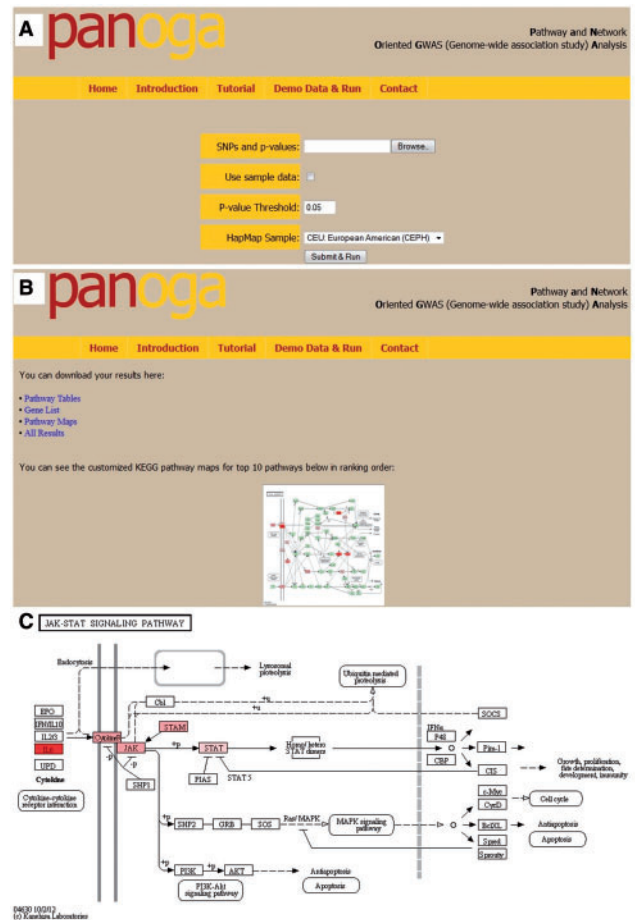 A
panoga
Pathway and Network
Oriented GWAS (Genome-wide association study) Analysis
Home Introduction Tutorial Demo Data & Run Contact
SNPs and p-values: Browse..
Use sample data:
P-value Threshold: 0.05
HapMap Sample: CEU: European American (CEPH)
Submit & Run
B
panoga
Pathway and Network
Oriented GWAS (Genome-wide association study) Analysis
Home Introduction Tutorial Demo Data & Run Contact
You can download your results here:
• Pathway Tables
• Gene List
• Pathway Maps
• All Results
You can see the customized KEGG pathway maps for top 10 pathways below in ranking order:
C
JAK-STAT SIGNALING PATHWAY
Endocytosis
Lysosomal
proteolysis
Ubiquitin mediated
proteolysis
EPO
IFN/IL10
IL2/3
Cytokine
Cytokine-cytokine
receptor interaction
Cbl
+u
+u
STAM
JAK
+p
STAT
SHP1
PIAS
STAT5
Homo/hetero
STAT dimers
SOCS
IFNα
P48
CBP
Pim-1
CIS
Growth, proliferation,
fate determination,
development, immunity
+p
SHP2
GRB
SOS
Ras/MAPK
MAPK signaling
pathway
c-Myc
CycD
Cell cycle
BclXL
Antiapoptosis
Spred
Sprouty
Apoptosis
+p
PI3K
+p
AKT
Antiapoptosis
PI3K-Akt
signaling pathway
Apoptosis
(c) Kanehisa Laboratories